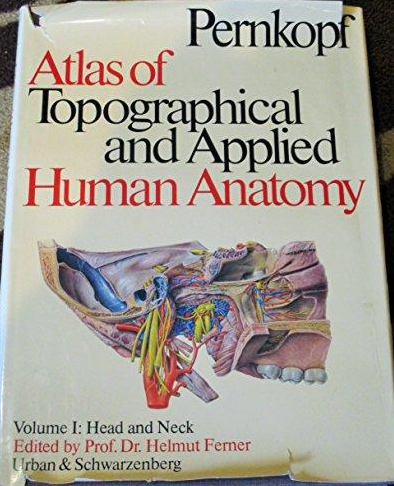 Pernkopf
Atlas of
Topographical
and Applied
Human Anatomy
Volume I: Head and Neck
Edited by Prof. Dr. Helmut Ferner
Urban & Schwarzenberg